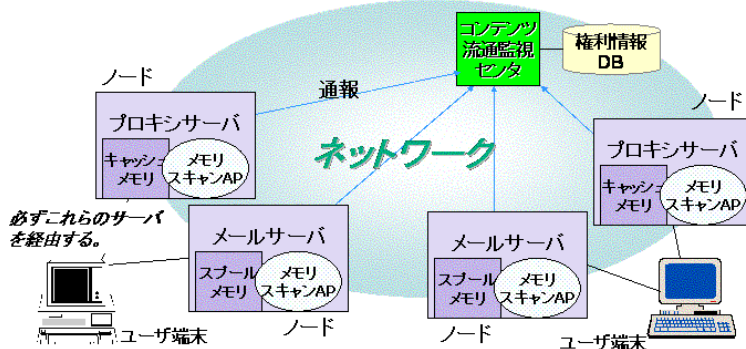 コンテンツ
流通監視
センタ
権利情報
DB
ノード
通報
ノード
プロキシサーバ
キャッシュ
メモリ
メモリ
スキャンAP
ネットワーク
プロキシサーバ
キャッシュ
メモリ
メモリ
スキャンAP
必ずこれらのサーバ
を経由する。
メールサーバ
スプール
メモリ
メモリ
スキャンAP
メールサーバ
スプール
メモリ
メモリ
スキャンAP
ユーザ端末
ノード
ノード
ユーザ端末